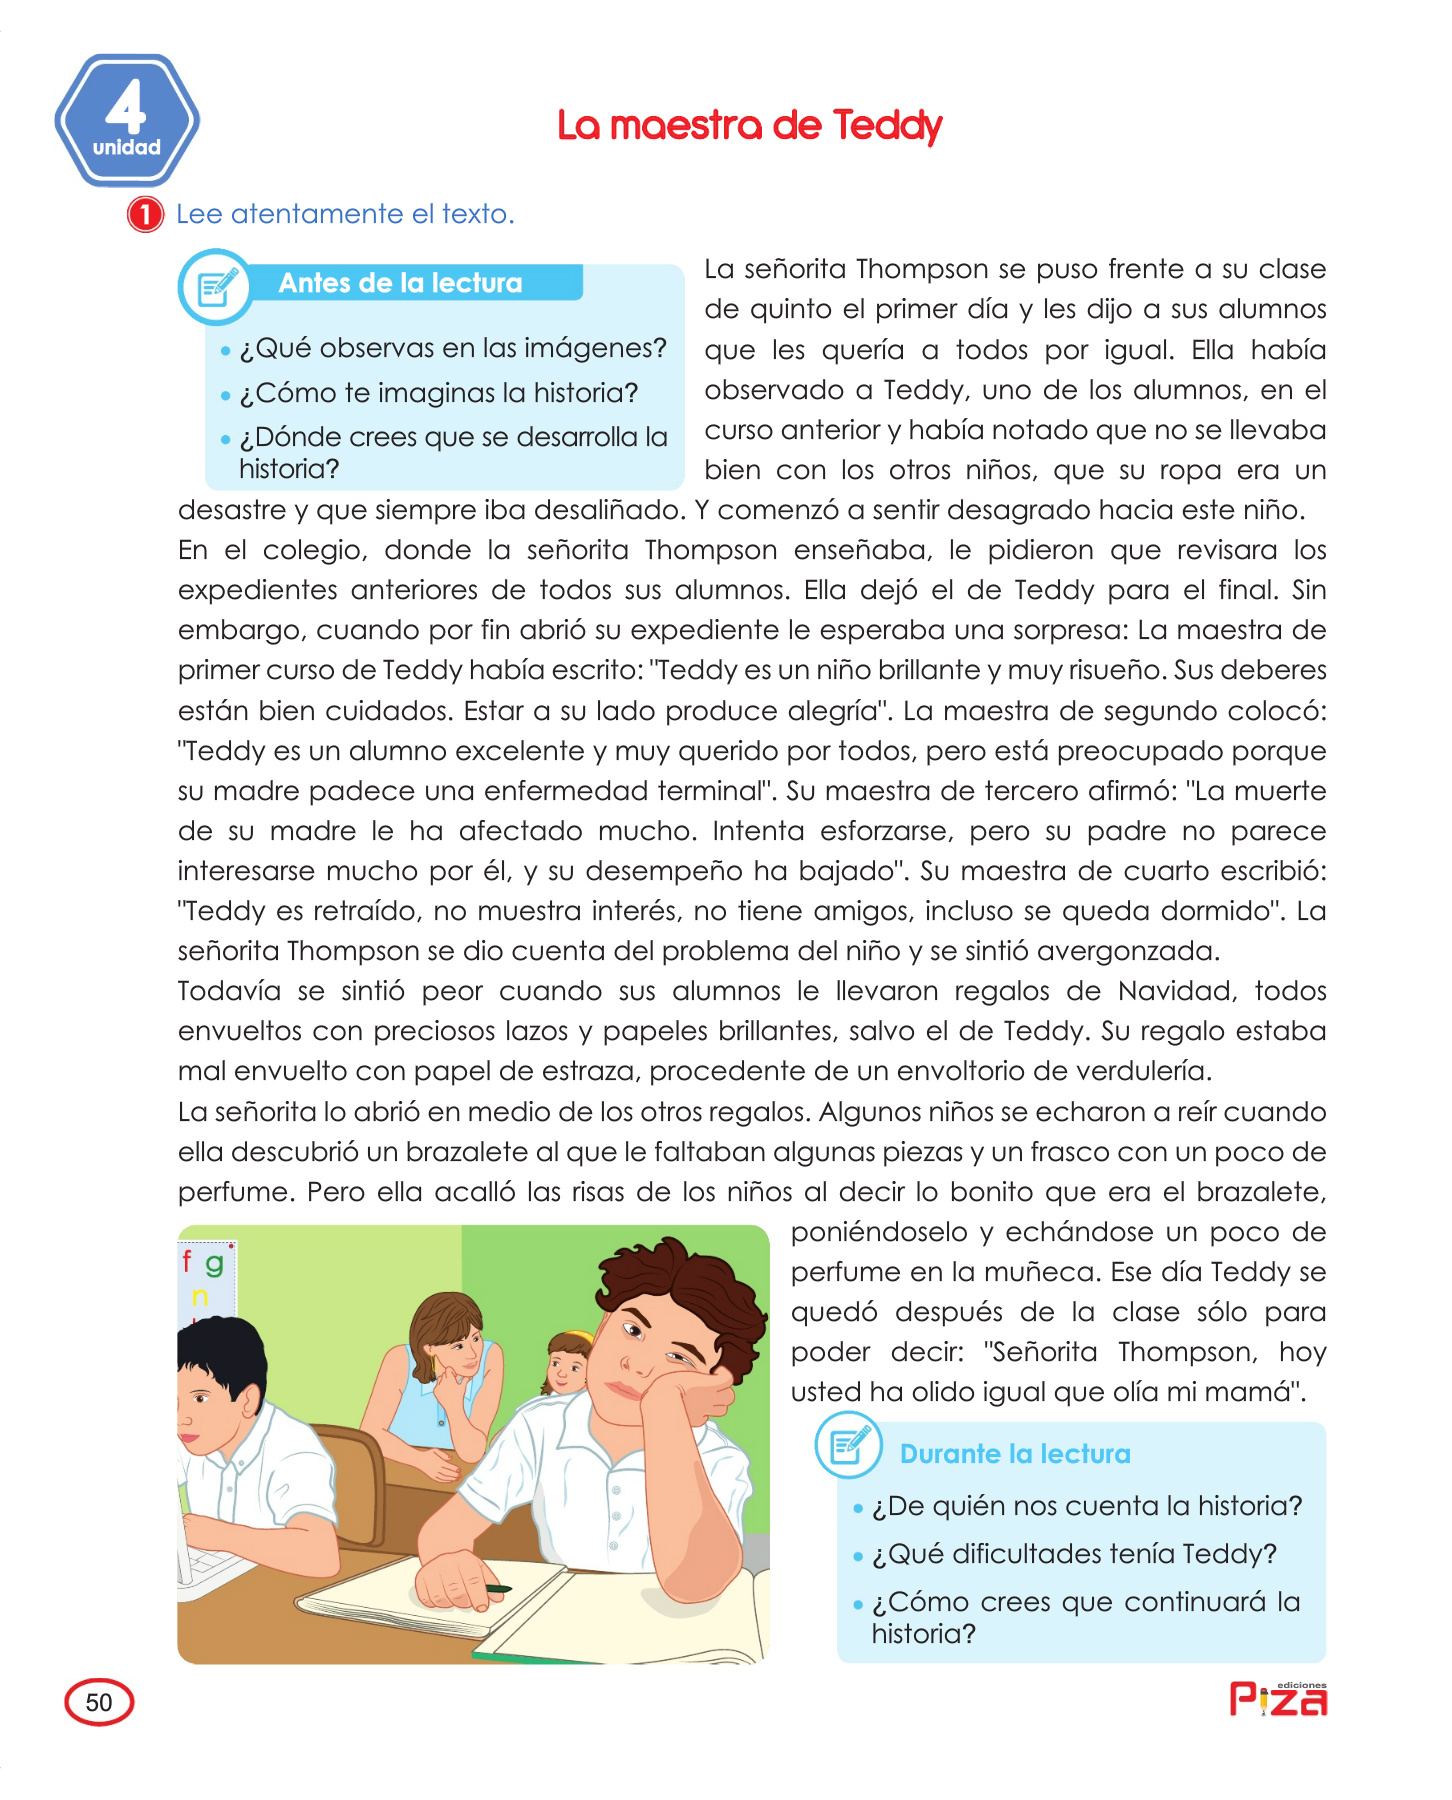 4
unidad
La maestra de Teddy
1 Lee atentamente el texto.
Antes de la lectura
• ¿Qué observas en las imágenes?
• ¿Cómo te imaginas la historia?
• ¿Dónde crees que se desarrolla la
historia?
La señorita Thompson se puso frente a su clase
de quinto el primer día y les dijo a sus alumnos
que les quería a todos por igual. Ella había
observado a Teddy, uno de los alumnos, en el
curso anterior y había notado que no se llevaba
bien con los otros niños, que su ropa era un
desastre y que siempre iba desaliñado. Y comenzó a sentir desagrado hacia este niño.
En el colegio, donde la señorita Thompson enseñaba, le pidieron que revisara los
expedientes anteriores de todos sus alumnos. Ella dejó el de Teddy para el final. Sin
embargo, cuando por fin abrió su expediente le esperaba una sorpresa: La maestra de
primer curso de Teddy había escrito: "Teddy es un niño brillante y muy risueño. Sus deberes
están bien cuidados. Estar a su lado produce alegría". La maestra de segundo colocó:
"Teddy es un alumno excelente y muy querido por todos, pero está preocupado porque
su madre padece una enfermedad terminal". Su maestra de tercero afirmó: "La muerte
de su madre le ha afectado mucho. Intenta esforzarse, pero su padre no parece
interesarse mucho por él, y su desempeño ha bajado". Su maestra de cuarto escribió:
"Teddy es retraído, no muestra interés, no tiene amigos, incluso se queda dormido". La
señorita Thompson se dio cuenta del problema del niño y se sintió avergonzada.
Todavía se sintió peor cuando sus alumnos le llevaron regalos de Navidad, todos
envueltos con preciosos lazos y papeles brillantes, salvo el de Teddy. Su regalo estaba
mal envuelto con papel de estraza, procedente de un envoltorio de verdulería.
La señorita lo abrió en medio de los otros regalos. Algunos niños se echaron a reír cuando
ella descubrió un brazalete al que le faltaban algunas piezas y un frasco con un poco de
perfume. Pero ella acalló las risas de los niños al decir lo bonito que era el brazalete,
poniéndoselo y echándose un poco de
perfume en la muñeca. Ese día Teddy se
quedó después de la clase sólo para
poder decir: "Señorita Thompson, hoy
usted ha olido igual que olía mi mamá".
f g
n
Durante la lectura
• ¿De quién nos cuenta la historia?
• ¿Qué dificultades tenía Teddy?
• ¿Cómo crees que continuará la
historia?
50
ediciones
Piza